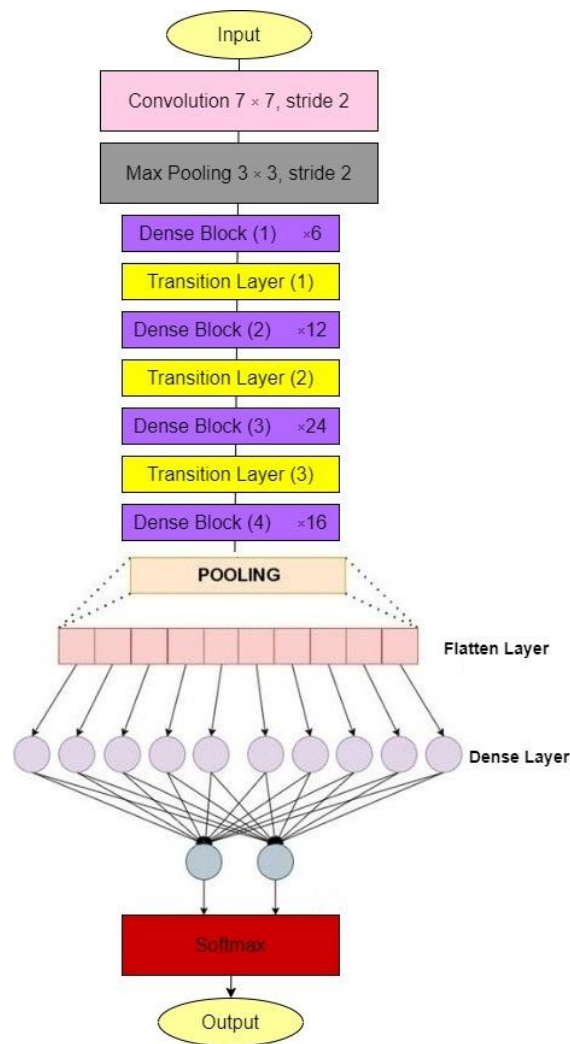 Input
Convolution 7 × 7, stride 2
Max Pooling 3 × 3, stride 2
Dense Block (1) ×6
Transition Layer (1)
Dense Block (2) ×12
Transition Layer (2)
Dense Block (3) ×24
Transition Layer (3)
Dense Block (4) ×16
POOLING
Flatten Layer
Dense Layer
Softmax
Output